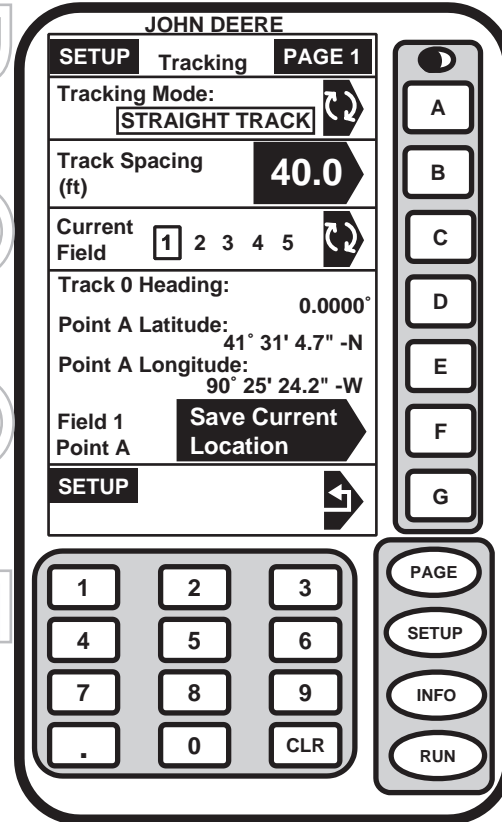 JOHN DEERE
SETUP Tracking PAGE 1
Tracking Mode:
STRAIGHT TRACK
Track Spacing
(ft)
40.0
Current
Field
1 2 3 4 5
Track 0 Heading:
0.0000°
Point A Latitude:
41° 31' 4.7" -N
Point A Longitude:
90° 25' 24.2" -W
Field 1
Point A
Save Current
Location
SETUP
A
B
C
D
E
F
G
PAGE
SETUP
INFO
RUN
1 2 3
4 5 6
7 8 9
. 0 CLR